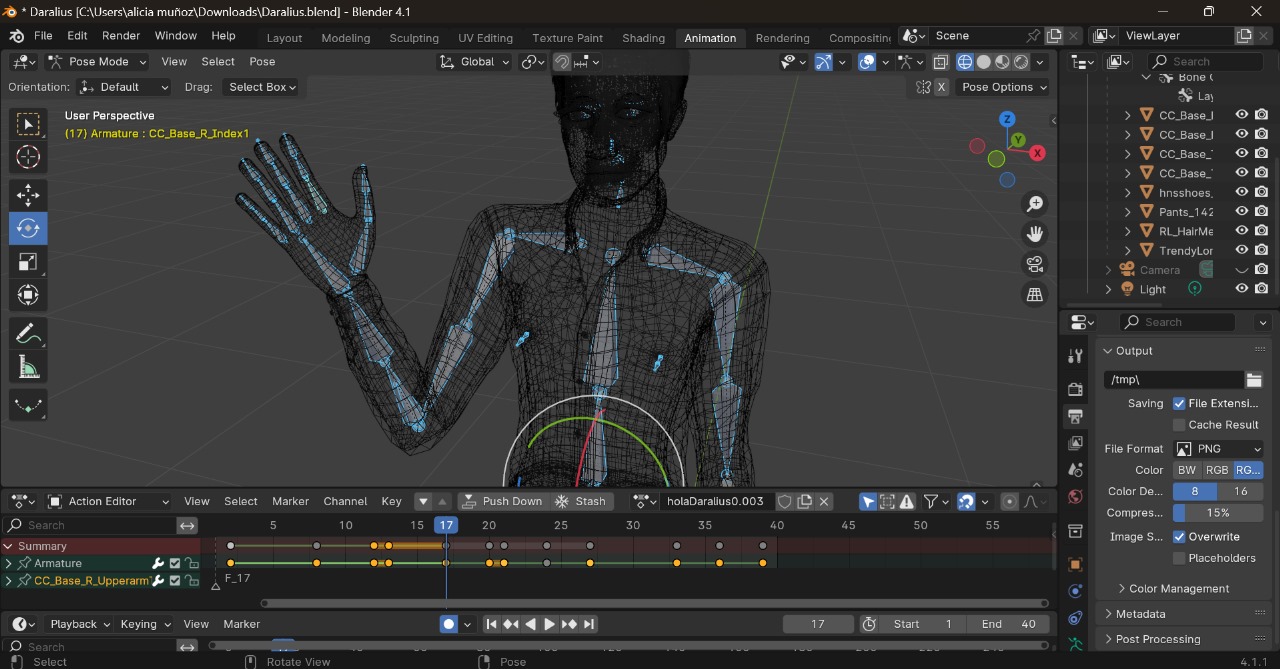 * Daralius [C:\Users\alicia muñoz\Downloads\Daralius.blend] - Blender 4.1
File Edit Render Window Help Layout Modeling Sculpting UV Editing Texture Paint Shading Animation Rendering Compositing Scene ViewLayer
Pose Mode View Select Pose Global Search
Orientation: Default Drag: Select Box X Pose Options
User Perspective
(17) Armature : CC_Base_R_Index1
Z
Y
X
Bone
Lay
CC_Base_
CC_Base_
CC_Base_
CC_Base_
hnsshoes_
Pants_142
RL_HairMe
TrendyLor
Camera
Light
Search
Output
/tmp\
Saving File Extensi...
Cache Result
File Format PNG
Color BW RGB RG...
Color De... 8 16
Compres... 15%
Image S... Overwrite
Placeholders
Color Management
Metadata
Post Processing
Action Editor View Select Marker Channel Key Push Down Stash holaDaralius0.003
Search 5 10 15 17 20 25 30 35 40 45 50 55
Summary
Armature
CC_Base_R_Upperarm
F_17
Playback Keying View Marker 17 Start 1 End 40
Search
Select Rotate View Pose 4.1.1